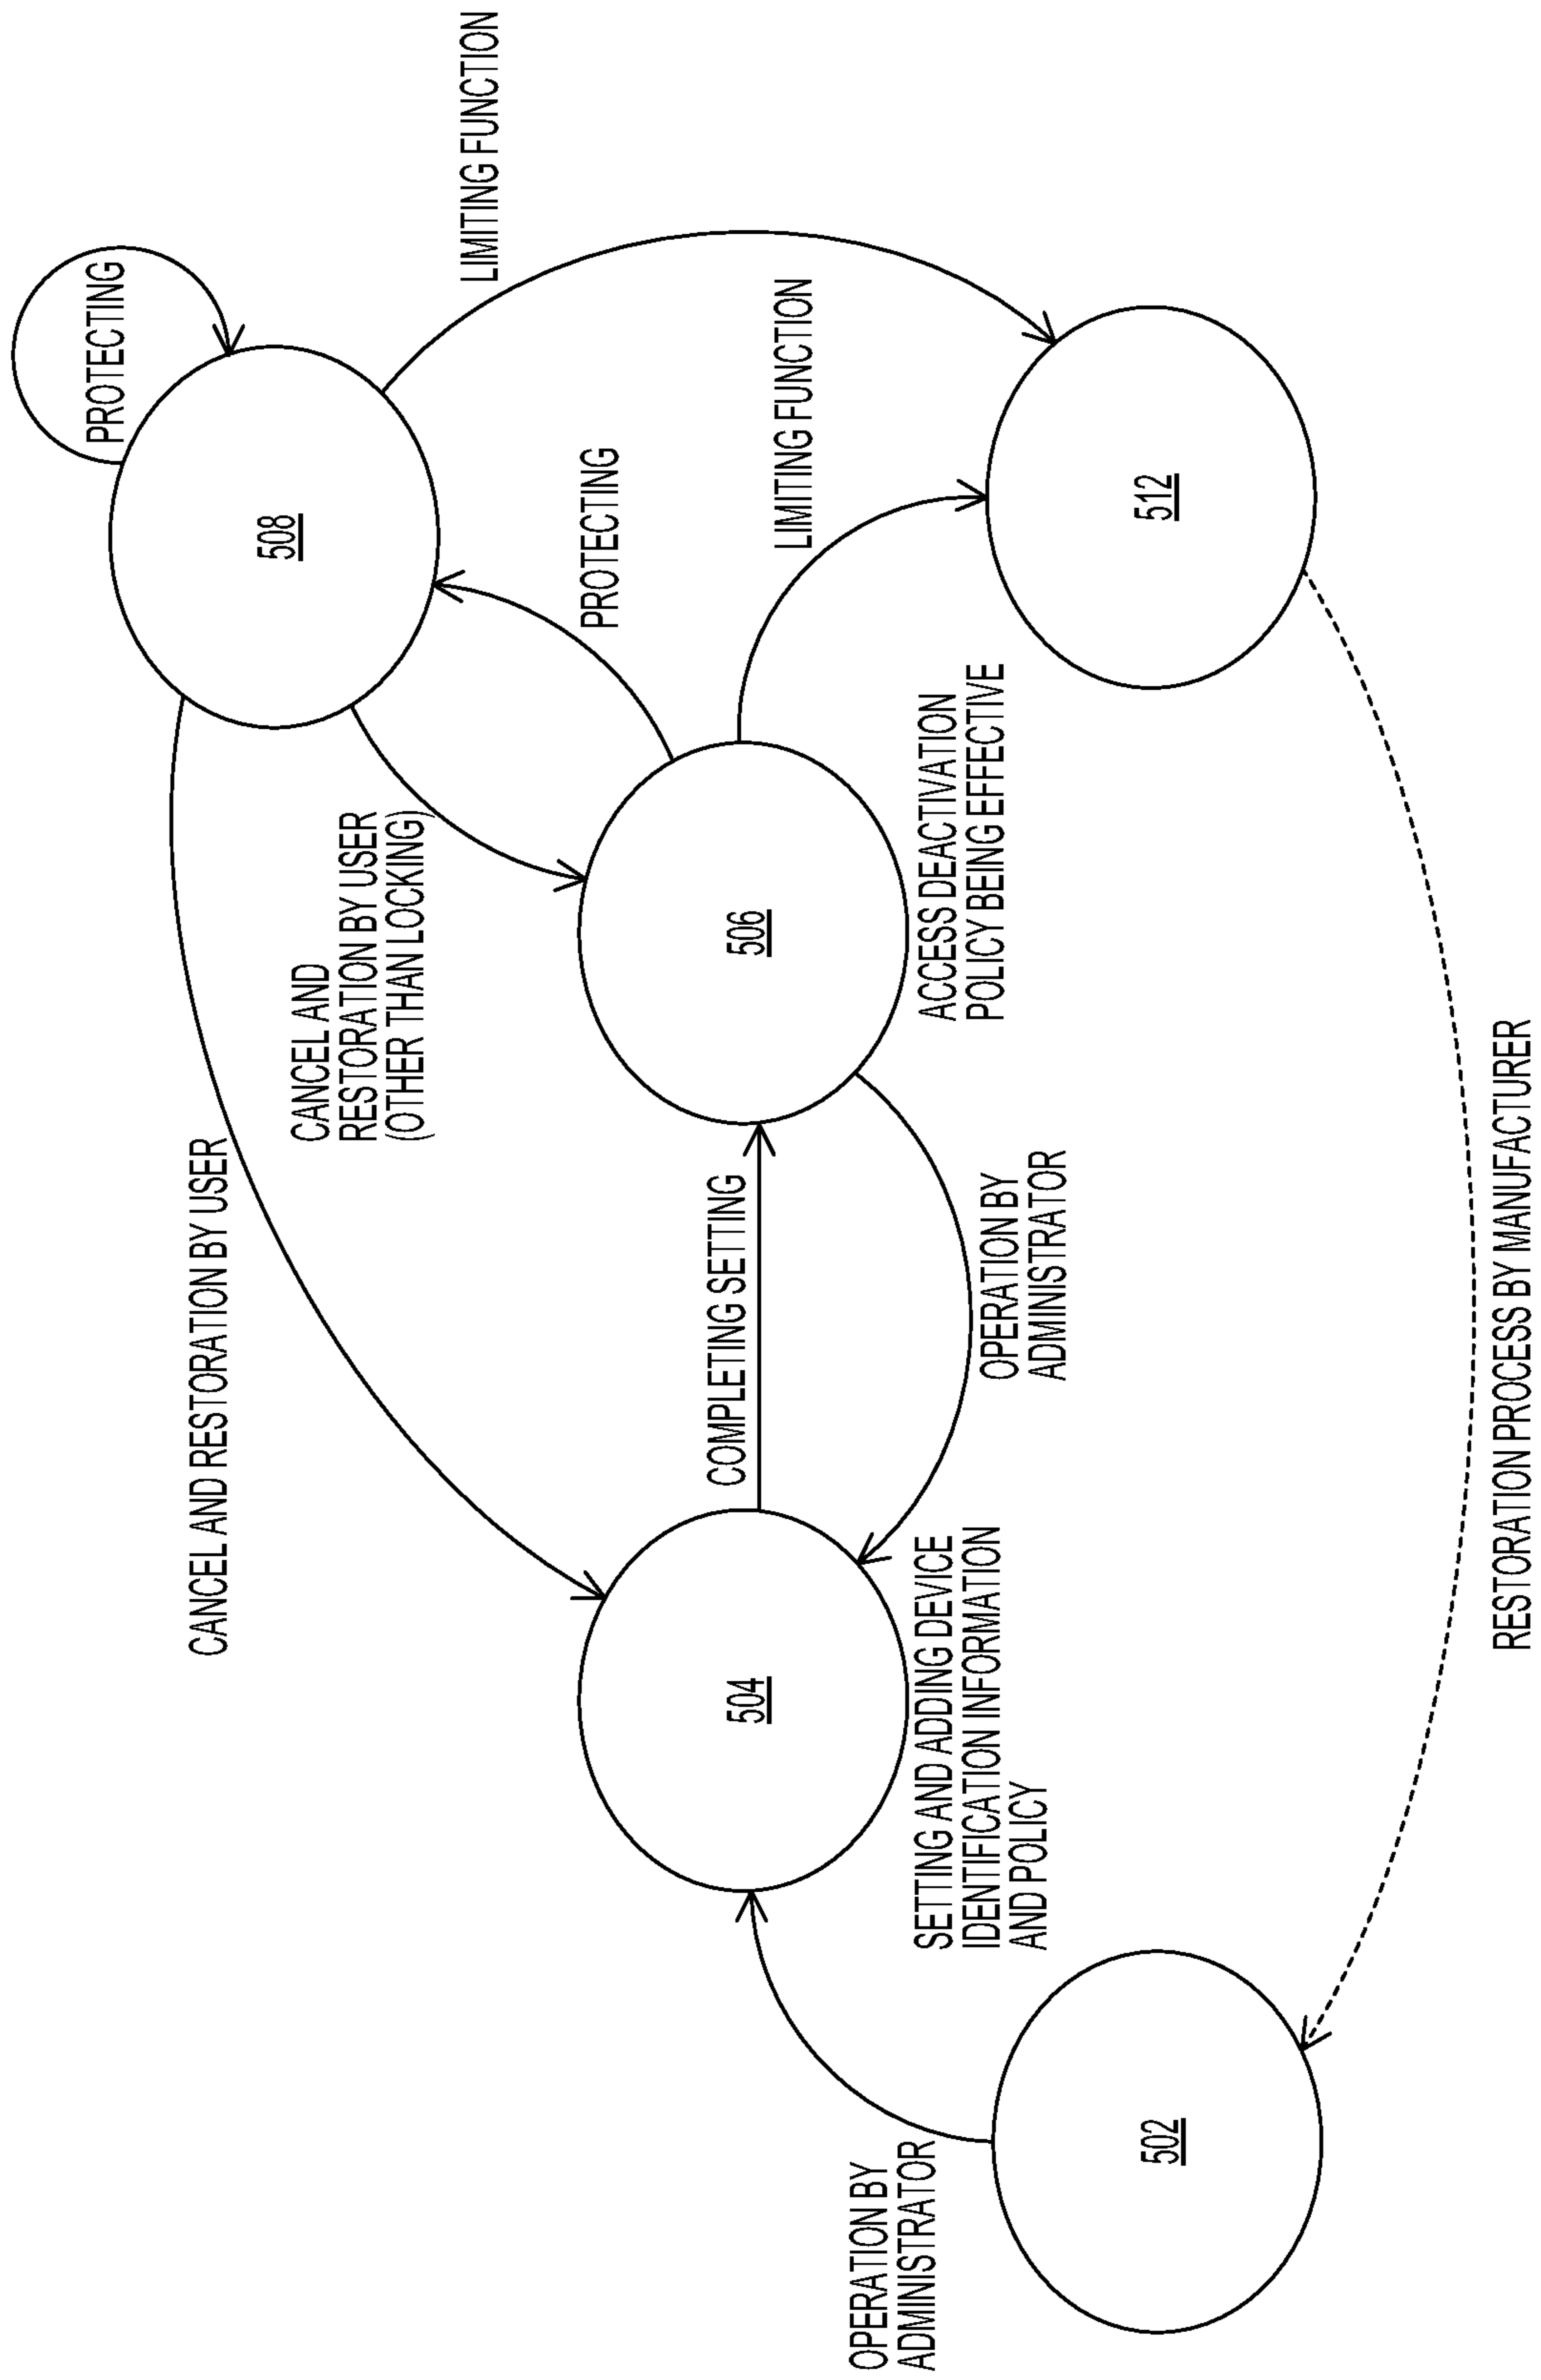 PROTECTING
508
LIMITING FUNCTION
CANCEL AND RESTORATION BY USER
CANCEL AND
RESTORATION BY USER
(OTHER THAN LOCKING)
PROTECTING
LIMITING FUNCTION
504
COMPLETING SETTING
506
SETTING AND ADDING DEVICE
IDENTIFICATION INFORMATION
AND POLICY
ACCESS DEACTIVATION
POLICY BEING EFFECTIVE
OPERATION BY
ADMINISTRATOR
OPERATION BY
ADMINISTRATOR
502
512
RESTORATION PROCESS BY MANUFACTURER